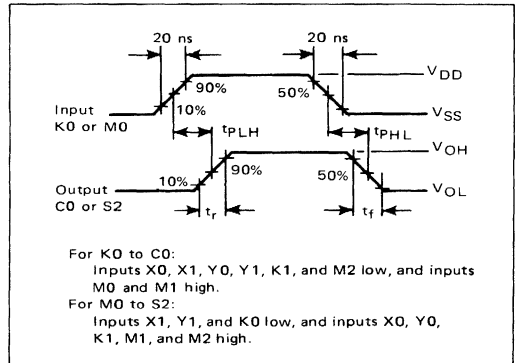 20 ns 20 ns
90% 50% VDD
Input 10% VSS
K0 or M0
tPLH tPHL
VOH
10% 90% 50%
Output VOL
C0 or S2
tr tf
For K0 to C0:
Inputs X0, X1, Y0, Y1, K1, and M2 low, and inputs
M0 and M1 high.
For M0 to S2:
Inputs X1, Y1, and K0 low, and inputs X0, Y0,
K1, M1, and M2 high.